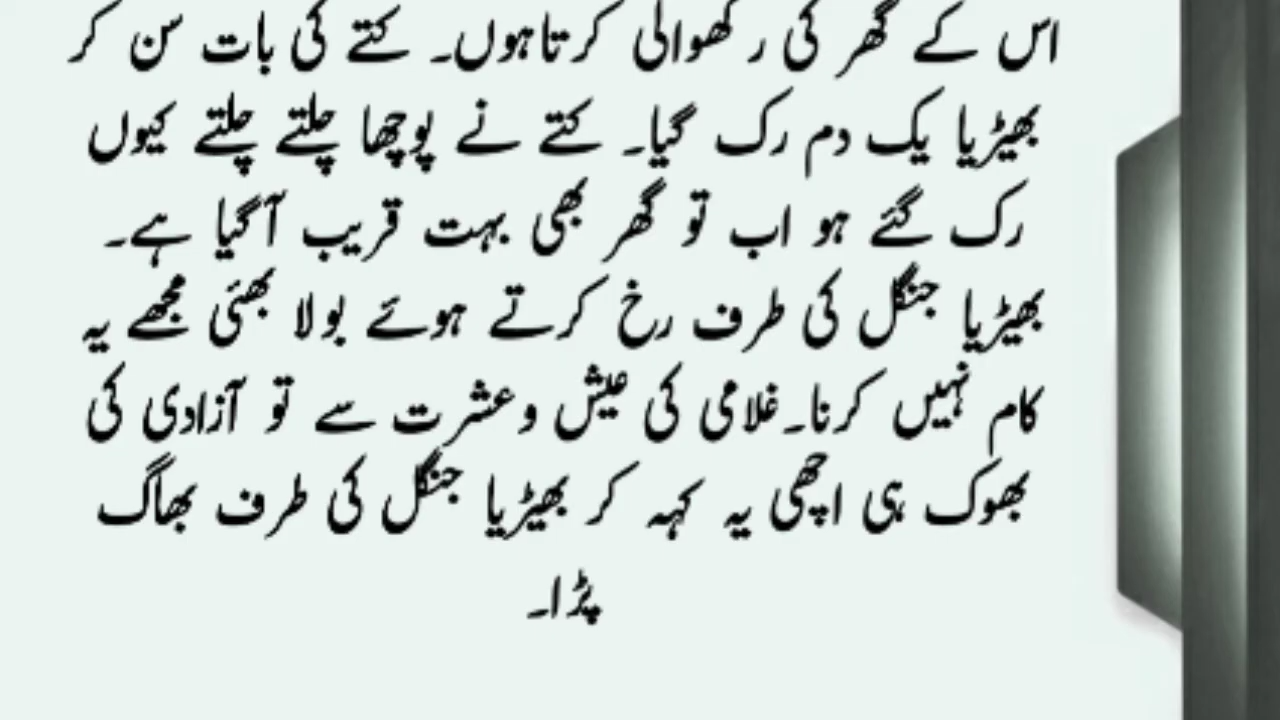 اس کے گھر کی رکھوالی کرتاہوں۔ کتے کی بات سن کر
بھیڑیا یک دم رک گیا۔ کتے نے پوچھا چلتے چلتے کیوں
رک گئے ہو اب تو گھر بھی بہت قریب آگیا ہے۔
بھیڑیا جنگل کی طرف رخ کرتے ہوئے بولا بھئی مجھے یہ
کام نہیں کرنا۔غلامی کی عیش وعشرت سے تو آزادی کی
بھوک ہی اچھی یہ کہہ کر بھیڑیا جنگل کی طرف بھاگ
پڑا۔